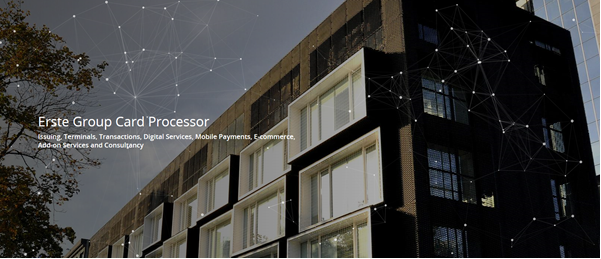 Erste Group Card Processor
Issuing, Terminals, Transactions, Digital Services, Mobile Payments, E-commerce,
Add-on Services and Consultancy